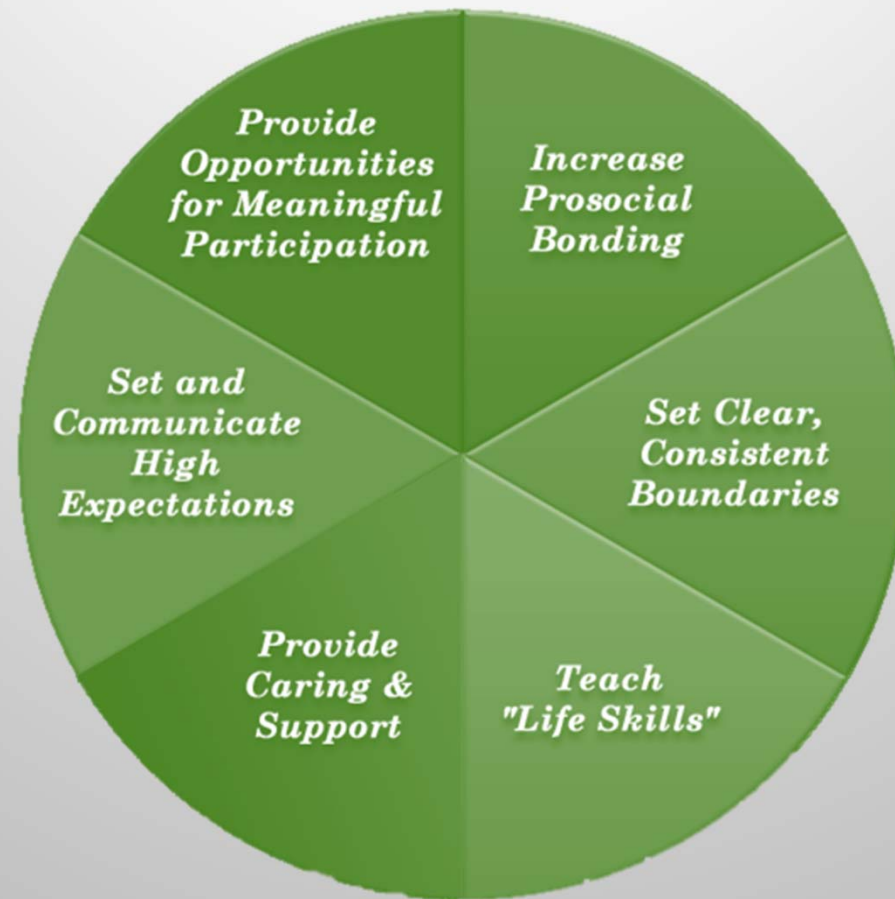 Provide
Opportunities
for Meaningful
Participation
Increase
Prosocial
Bonding
Set Clear,
Consistent
Boundaries
Teach
"Life Skills"
Provide
Caring &
Support
Set and
Communicate
High
Expectations